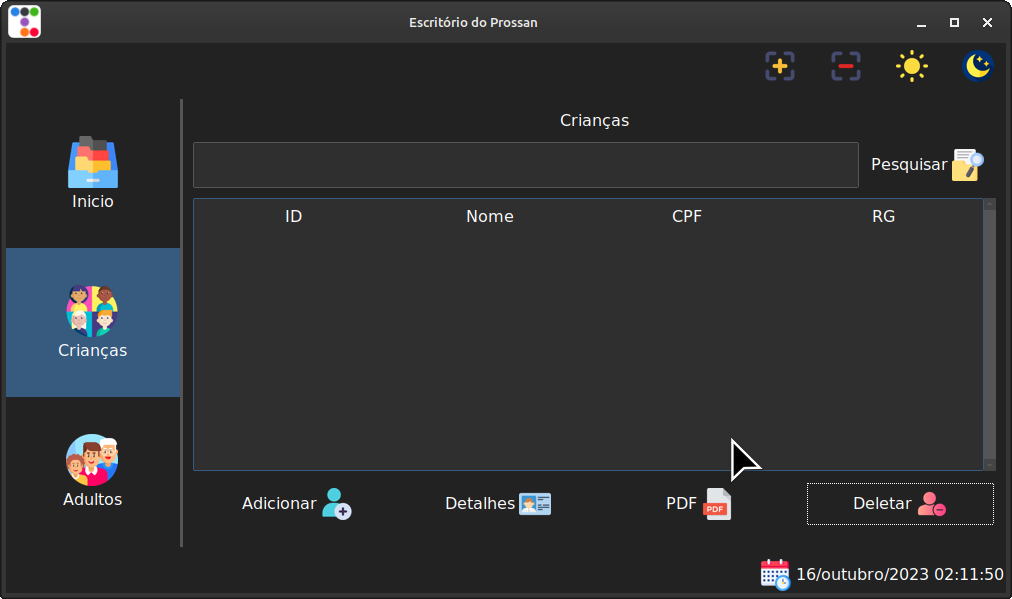 Escritório do Prossan
Inicio
Crianças
Adultos
Crianças
Pesquisar
ID Nome CPF RG
Adicionar Detalhes PDF PDF Deletar
16/outubro/2023 02:11:50